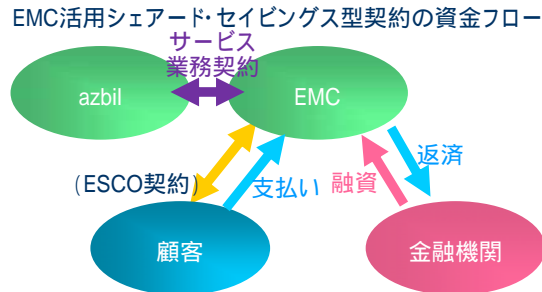 EMC活用シェアード・セイビングス型契約の資金フロー
サービス
業務契約
azbil
EMC
返済
(ESCO契約)
支払い
融資
顧客
金融機関